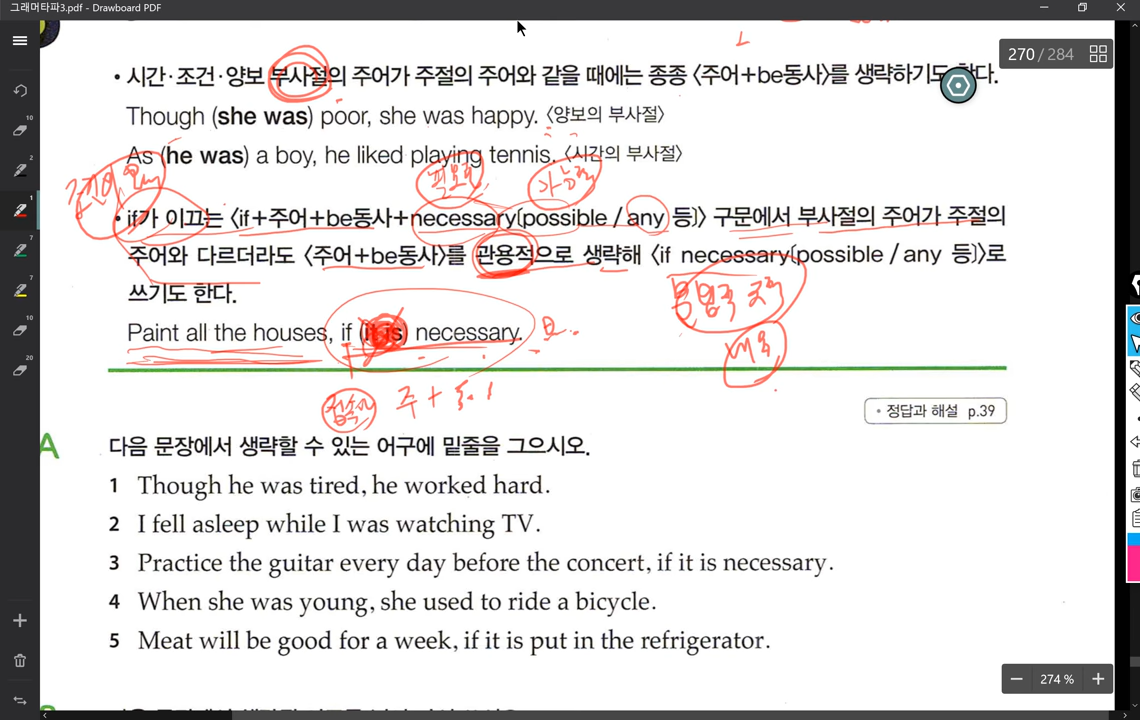 그래머타파3.pdf - Drawboard PDF
270 / 284
• 시간·조건·양보 부사절의 주어가 주절의 주어와 같을 때에는 종종 〈주어+be동사〉를 생략하기도 한다.
Though (she was) poor, she was happy. 〈양보의 부사절〉
As (he was) a boy, he liked playing tennis. 〈시간의 부사절〉
필요 가능
• if가 이끄는 〈if+주어+be동사+necessary(possible / any 등)〉 구문에서 부사절의 주어가 주절의
주어와 다르더라도 〈주어+be동사〉를 관용적으로 생략해 〈if necessary(possible / any 등)〉로
쓰기도 한다.
Paint all the houses, if (it is) necessary.
접속사 주 +
• 정답과 해설 p.39
A 다음 문장에서 생략할 수 있는 어구에 밑줄을 그으시오.
1 Though he was tired, he worked hard.
2 I fell asleep while I was watching TV.
3 Practice the guitar every day before the concert, if it is necessary.
4 When she was young, she used to ride a bicycle.
5 Meat will be good for a week, if it is put in the refrigerator.
274 %
10
2
1
7
7
10
20